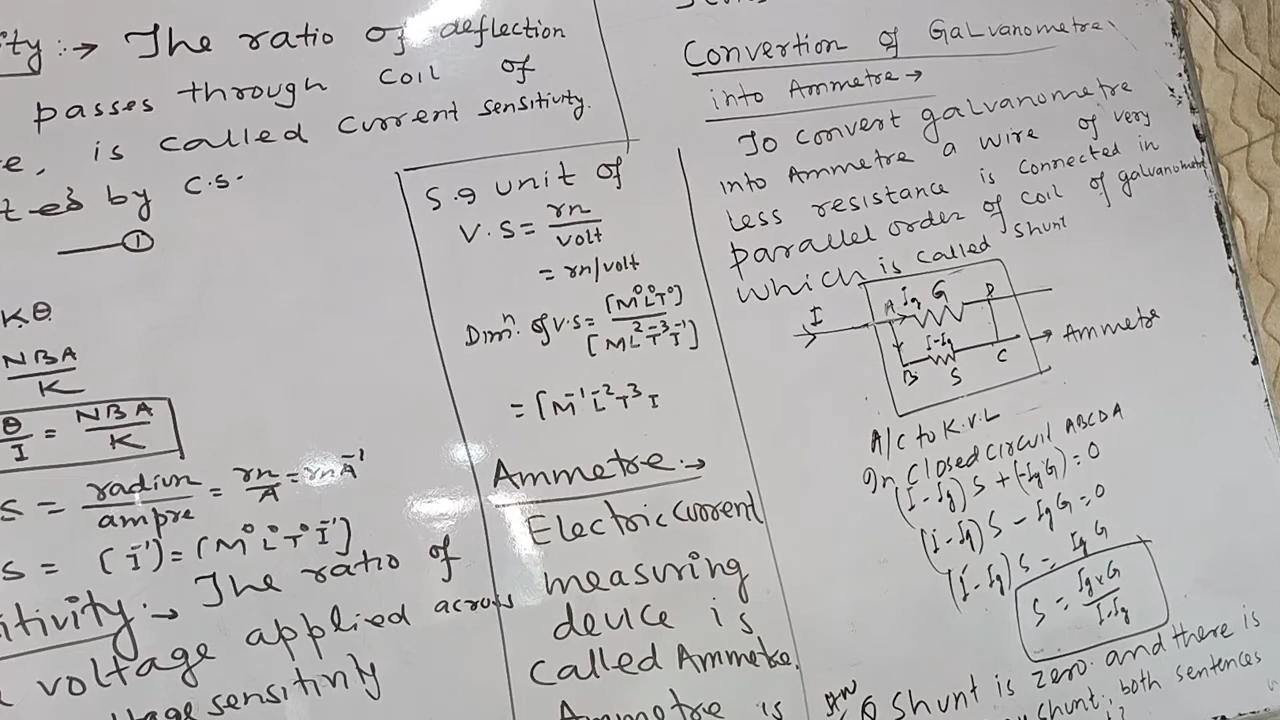 ity :→ The ratio of deflection
passes through coil of
e, is called current sensitivity.
ted by C.S.
①
Kθ
NBA
K
θ/I = NBA/K
S = radian/ampre = rn/A = rnA⁻¹
S = [I⁻¹] = [M⁰L⁰T⁰I⁻¹]
itivity :→ The ratio of
voltage applied across
sensitivity
S.I unit of
V.S = rn/volt
= rn/volt
Dimⁿ. of V.S = [M⁰L⁰T⁰]/[ML²T⁻³I⁻¹]
= [M⁻¹L⁻²T³I
Ammetre :→
Electric current
measuring
device is
called Ammetre.
Ammetre is
Convertion of Galvanometre
into Ammetre →
To convert galvanometre
into Ammetre a wire of very
less resistance is connected in
parallel order of coil of galvanometre
which is called shunt
I
A Ig G D
I-Ig
B S C
→ Ammetre
A/c to K.V.L
In closed circuit ABCDA
(I-Ig)S + (-IgG) = 0
(I-Ig)S - IgG = 0
(I-Ig)S = IgG
S = Ig×G/I-Ig
Shunt is zero and there is
shunt, both sentences